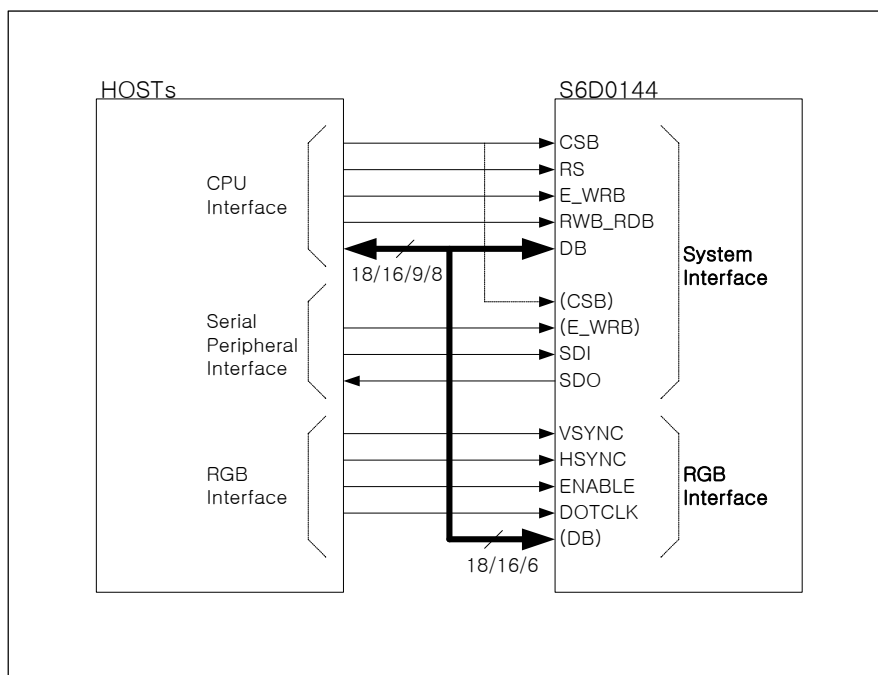 HOSTs
S6D0144
CPU
Interface
CSB
RS
E_WRB
RWB_RDB
DB
18/16/9/8
System
Interface
Serial
Peripheral
Interface
(CSB)
(E_WRB)
SDI
SDO
RGB
Interface
VSYNC
HSYNC
ENABLE
DOTCLK
(DB)
18/16/6
RGB
Interface